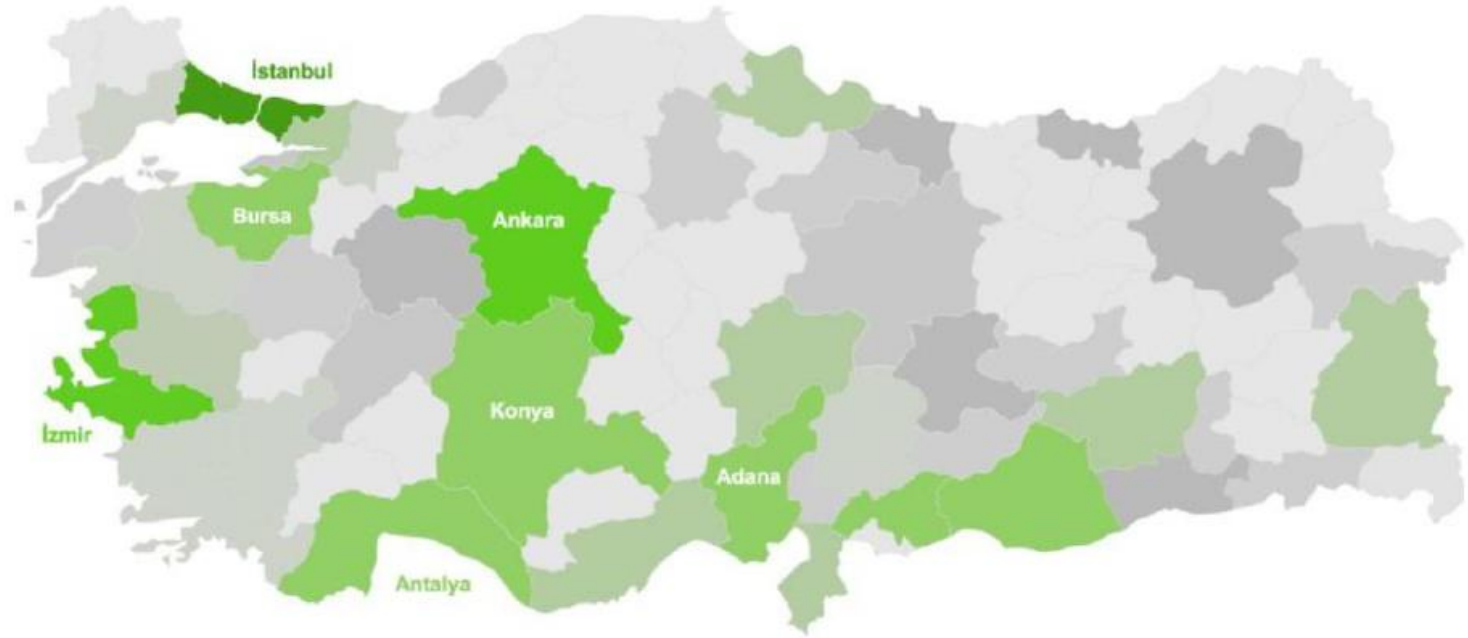 İstanbul
Bursa
Ankara
Konya
İzmir
Adana
Antalya